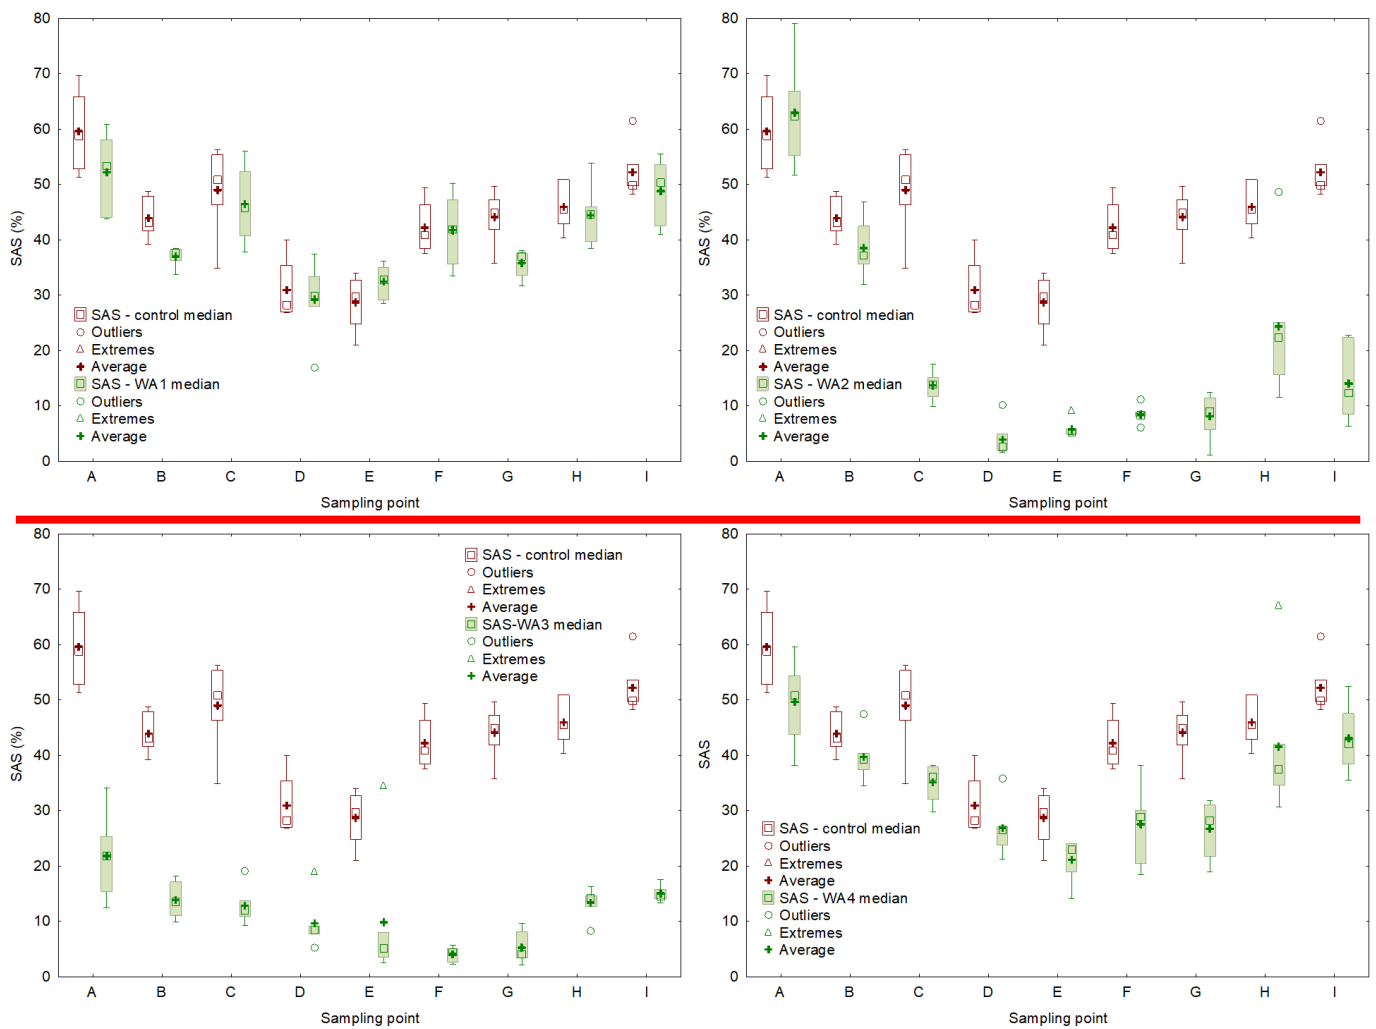 80
70
60
50
40
30
20
10
0
SAS (%)
SAS - control median
Outliers
Extremes
Average
SAS - WA1 median
Outliers
Extremes
Average
A B C D E F G H I
Sampling point
80
70
60
50
40
30
20
10
0
SAS (%)
SAS - control median
Outliers
Extremes
Average
SAS - WA2 median
Outliers
Extremes
Average
A B C D E F G H I
Sampling point
80
70
60
50
40
30
20
10
0
SAS (%)
SAS - control median
Outliers
Extremes
Average
SAS-WA3 median
Outliers
Extremes
Average
A B C D E F G H I
Sampling point
80
70
60
50
40
30
20
10
0
SAS
SAS - control median
Outliers
Extremes
Average
SAS - WA4 median
Outliers
Extremes
Average
A B C D E F G H I
Sampling point